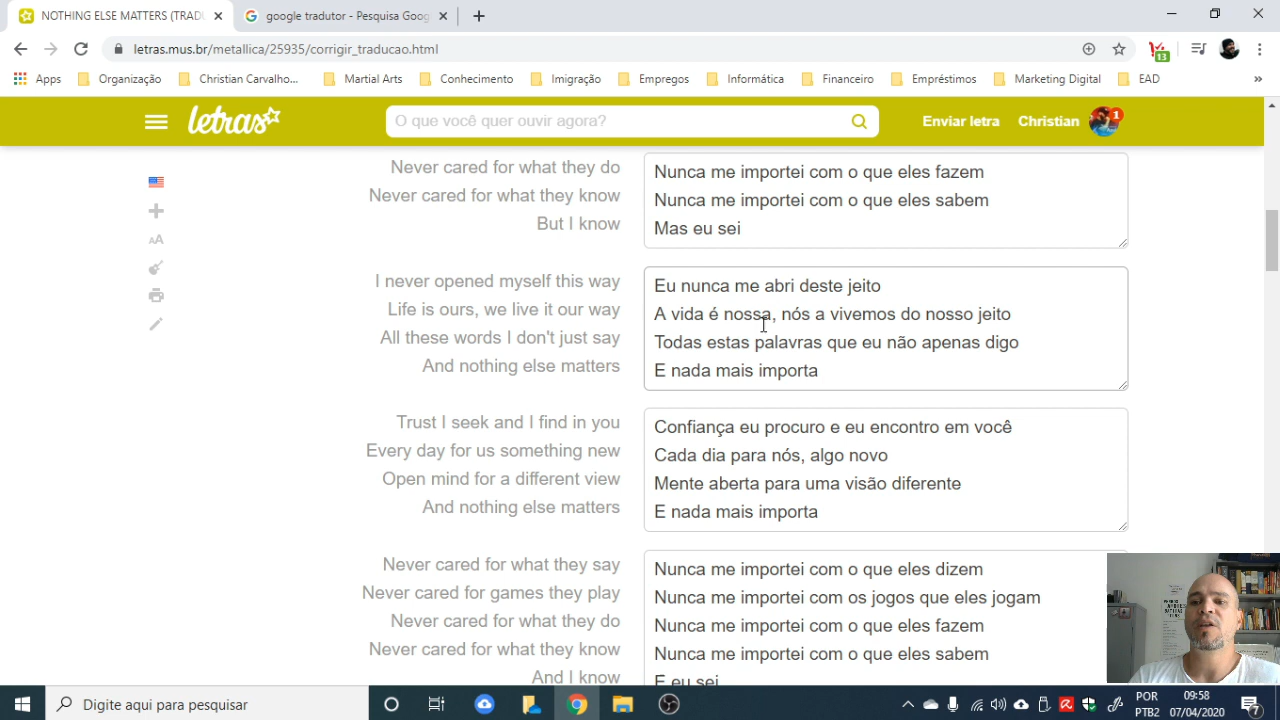 NOTHING ELSE MATTERS (TRADU
google tradutor - Pesquisa Goog
letras.mus.br/metallica/25935/corrigir_traducao.html
13
Apps
Organização
Christian Carvalho...
Martial Arts
Conhecimento
Imigração
Empregos
Informática
Financeiro
Empréstimos
Marketing Digital
EAD
»
letras
O que você quer ouvir agora?
Enviar letra
Christian
1
AA
Never cared for what they do
Never cared for what they know
But I know
Nunca me importei com o que eles fazem
Nunca me importei com o que eles sabem
Mas eu sei
I never opened myself this way
Life is ours, we live it our way
All these words I don't just say
And nothing else matters
Eu nunca me abri deste jeito
A vida é nossa, nós a vivemos do nosso jeito
Todas estas palavras que eu não apenas digo
E nada mais importa
Trust I seek and I find in you
Every day for us something new
Open mind for a different view
And nothing else matters
Confiança eu procuro e eu encontro em você
Cada dia para nós, algo novo
Mente aberta para uma visão diferente
E nada mais importa
Never cared for what they say
Never cared for games they play
Never cared for what they do
Never cared for what they know
And I know
Nunca me importei com o que eles dizem
Nunca me importei com os jogos que eles jogam
Nunca me importei com o que eles fazem
Nunca me importei com o que eles sabem
E eu sei
Digite aqui para pesquisar
POR
PTB2
09:58
07/04/2020
7